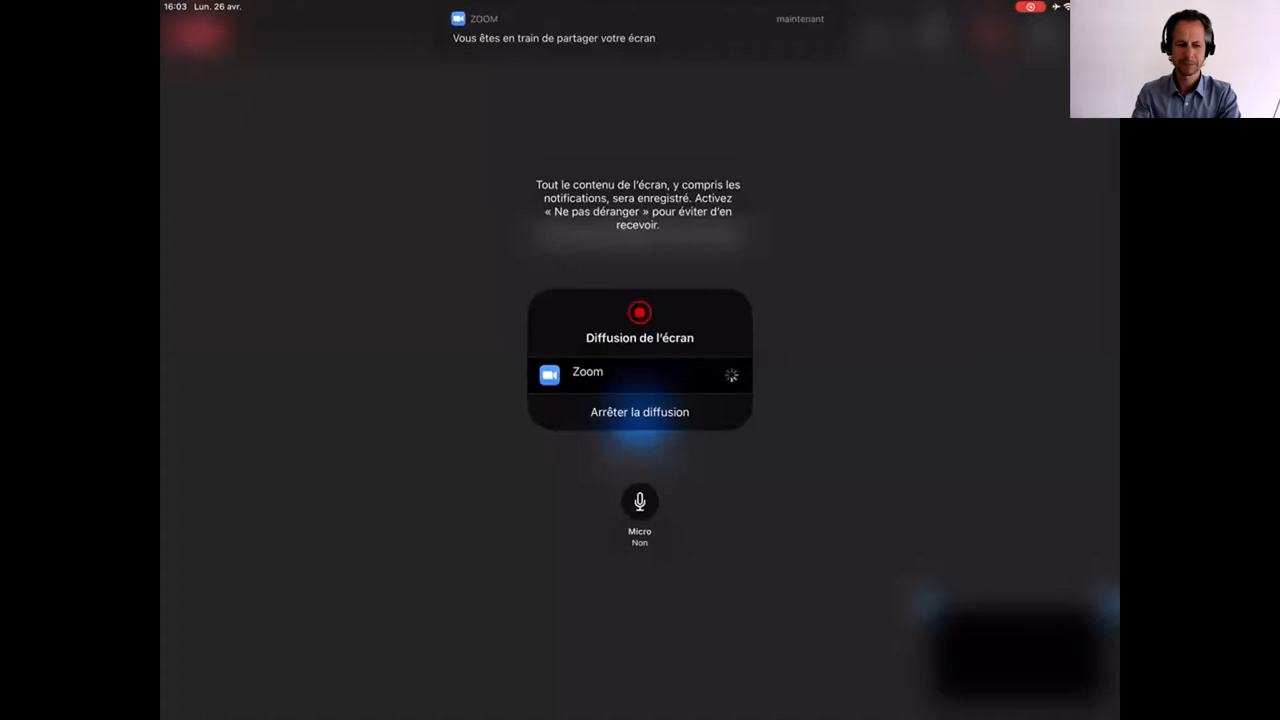 16:03 Lun. 26 avr.
ZOOM
maintenant
Vous êtes en train de partager votre écran
Tout le contenu de l'écran, y compris les
notifications, sera enregistré. Activez
« Ne pas déranger » pour éviter d'en
recevoir.
Diffusion de l'écran
Zoom
Arrêter la diffusion
Micro
Non